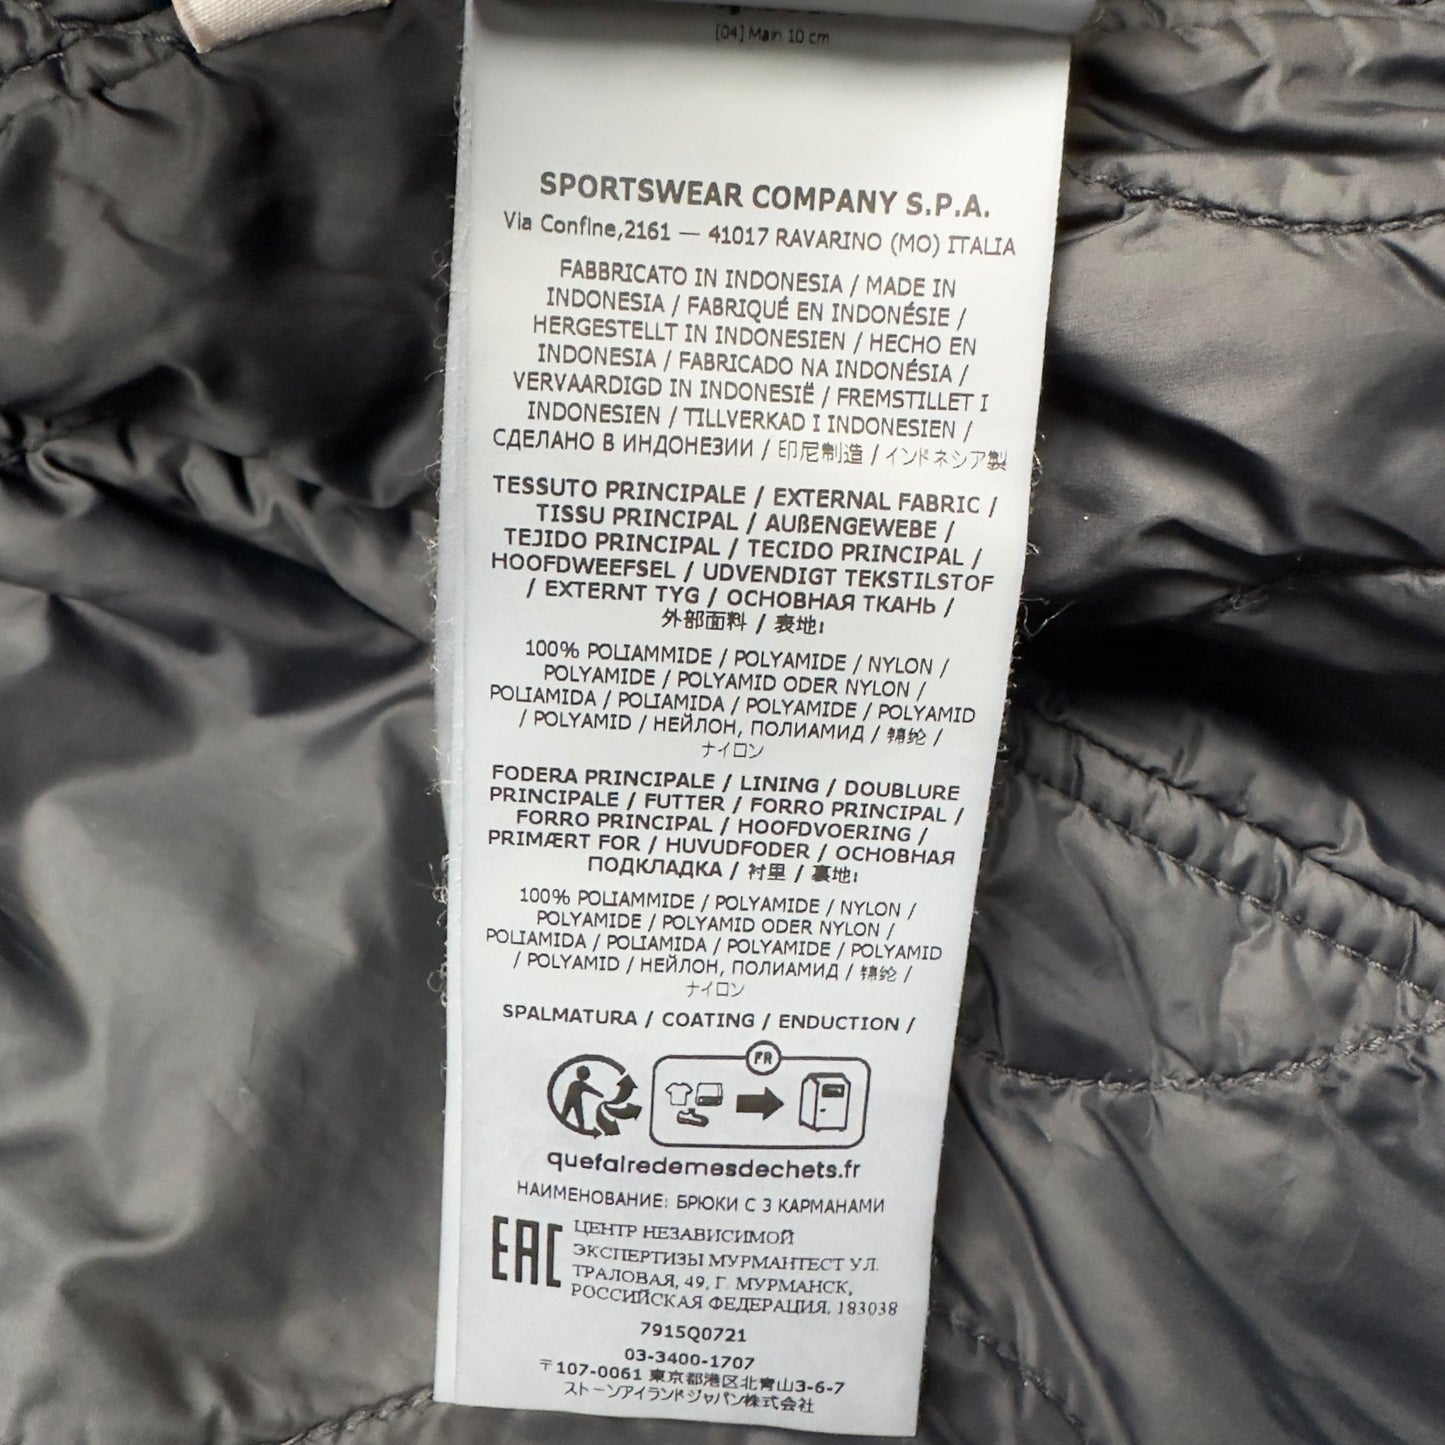 [04] Main 10 cm
SPORTSWEAR COMPANY S.P.A.
Via Confine,2161 — 41017 RAVARINO (MO) ITALIA
FABBRICATO IN INDONESIA / MADE IN
INDONESIA / FABRIQUÉ EN INDONÉSIE /
HERGESTELLT IN INDONESIEN / HECHO EN
INDONESIA / FABRICADO NA INDONÉSIA /
VERVAARDIGD IN INDONESIË / FREMSTILLET I
INDONESIEN / TILLVERKAD I INDONESIEN /
СДЕЛАНО В ИНДОНЕЗИИ / 印尼制造 / インドネシア製
TESSUTO PRINCIPALE / EXTERNAL FABRIC /
TISSU PRINCIPAL / AUßENGEWEBE /
TEJIDO PRINCIPAL / TECIDO PRINCIPAL /
HOOFDWEEFSEL / UDVENDIGT TEKSTILSTOF
/ EXTERNT TYG / ОСНОВНАЯ ТКАНЬ /
外部面料 / 表地:
100% POLIAMMIDE / POLYAMIDE / NYLON /
POLYAMIDE / POLYAMID ODER NYLON /
POLIAMIDA / POLIAMIDA / POLYAMIDE / POLYAMID
/ POLYAMID / НЕЙЛОН, ПОЛИАМИД / 锦纶 /
ナイロン
FODERA PRINCIPALE / LINING / DOUBLURE
PRINCIPALE / FUTTER / FORRO PRINCIPAL /
FORRO PRINCIPAL / HOOFDVOERING /
PRIMÆRT FOR / HUVUDFODER / ОСНОВНАЯ
ПОДКЛАДКА / 衬里 / 裏地:
100% POLIAMMIDE / POLYAMIDE / NYLON /
POLYAMIDE / POLYAMID ODER NYLON /
POLIAMIDA / POLIAMIDA / POLYAMIDE / POLYAMID
/ POLYAMID / НЕЙЛОН, ПОЛИАМИД / 锦纶 /
ナイロン
SPALMATURA / COATING / ENDUCTION /
FR
quefairedemesdechets.fr
НАИМЕНОВАНИЕ: БРЮКИ С 3 КАРМАНАМИ
EAC
ЦЕНТР НЕЗАВИСИМОЙ
ЭКСПЕРТИЗЫ МУРМАНТЕСТ УЛ.
ТРАЛОВАЯ, 49, Г. МУРМАНСК,
РОССИЙСКАЯ ФЕДЕРАЦИЯ, 183038
7915Q0721
03-3400-1707
〒107-0061 東京都港区北青山3-6-7
ストーンアイランドジャパン株式会社